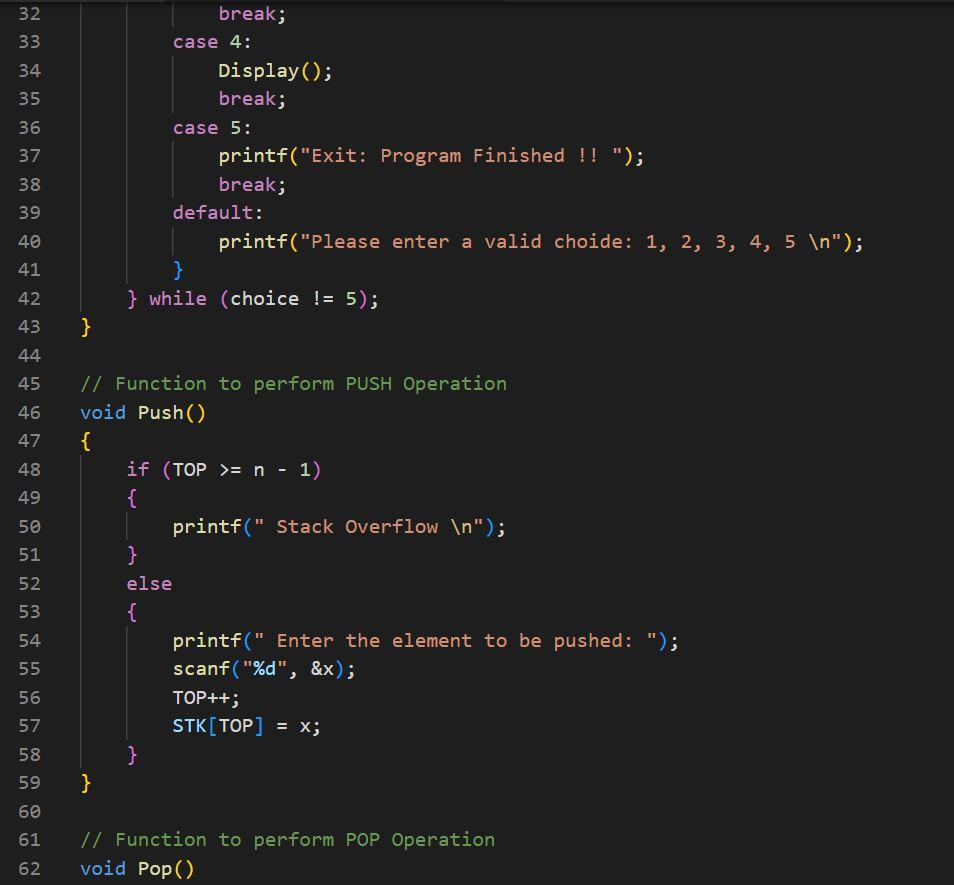 32 break;
33 case 4:
34 Display();
35 break;
36 case 5:
37 printf("Exit: Program Finished !! ");
38 break;
39 default:
40 printf("Please enter a valid choide: 1, 2, 3, 4, 5 \n");
41 }
42 } while (choice != 5);
43 }
44
45 // Function to perform PUSH Operation
46 void Push()
47 {
48 if (TOP >= n - 1)
49 {
50 printf(" Stack Overflow \n");
51 }
52 else
53 {
54 printf(" Enter the element to be pushed: ");
55 scanf("%d", &x);
56 TOP++;
57 STK[TOP] = x;
58 }
59 }
60
61 // Function to perform POP Operation
62 void Pop()